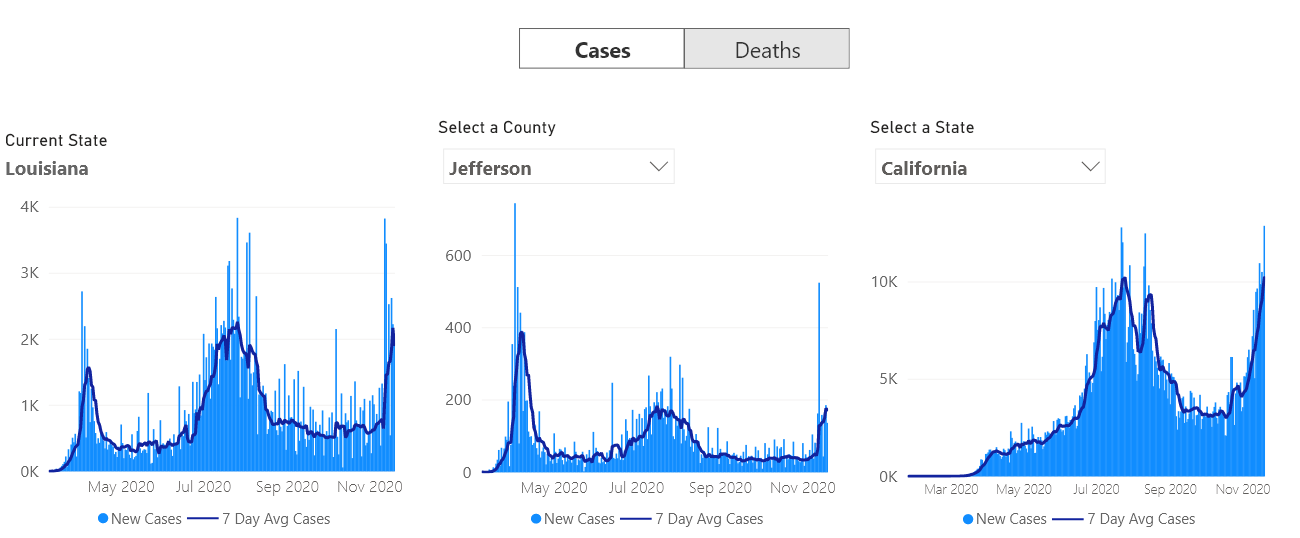 Cases Deaths
Current State
Louisiana
4K
3K
2K
1K
0K
May 2020 Jul 2020 Sep 2020 Nov 2020
New Cases 7 Day Avg Cases
Select a County
Jefferson
600
400
200
0
May 2020 Jul 2020 Sep 2020 Nov 2020
New Cases 7 Day Avg Cases
Select a State
California
10K
5K
0K
Mar 2020 May 2020 Jul 2020 Sep 2020 Nov 2020
New Cases 7 Day Avg Cases